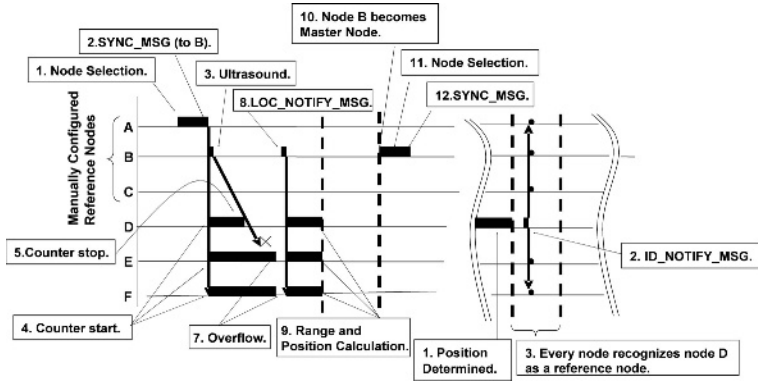 10. Node B becomes
Master Node.
2.SYNC_MSG (to B).
11. Node Selection.
1. Node Selection.
3. Ultrasound.
8.LOC_NOTIFY_MSG.
12.SYNC_MSG.
Manually Configured
Reference Nodes
A
B
C
D
E
F
5.Counter stop.
2. ID_NOTIFY_MSG.
4. Counter start.
7. Overflow.
9. Range and
Position Calculation.
1. Position
Determined.
3. Every node recognizes node D
as a reference node.